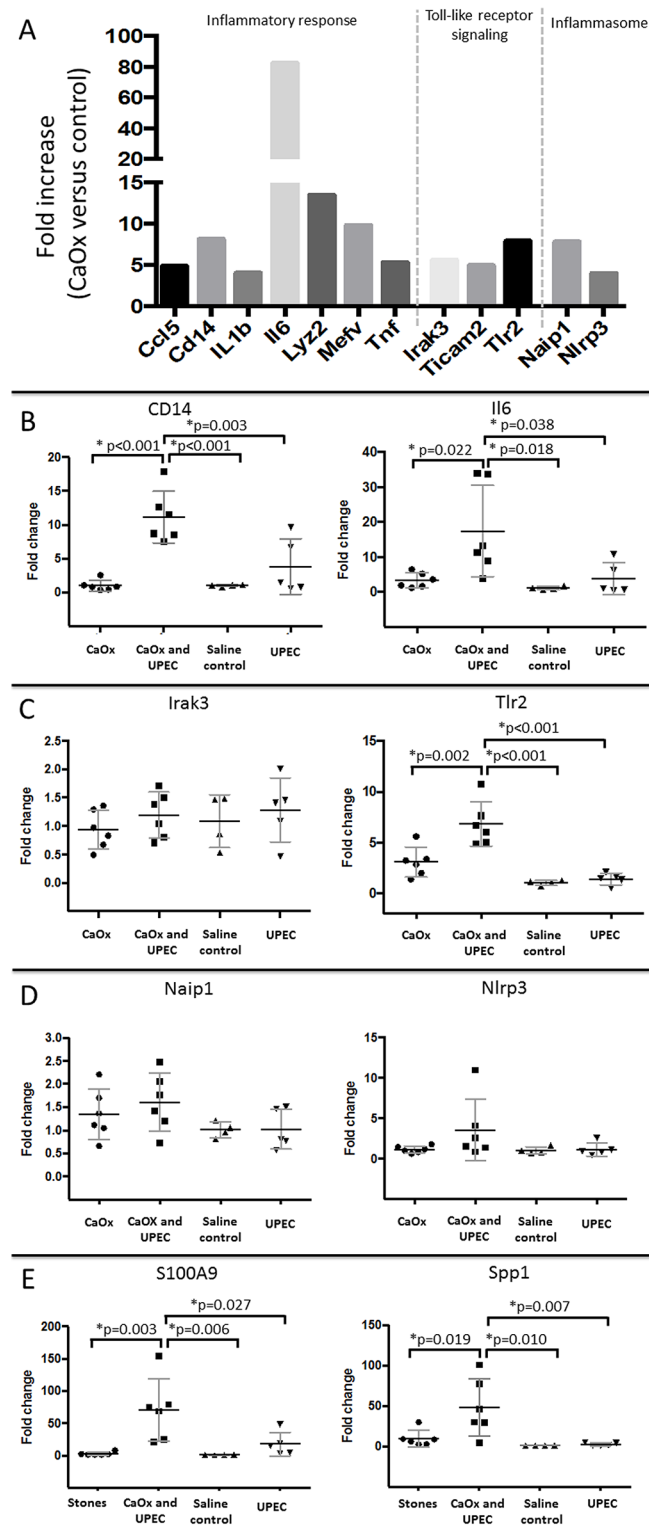 A
Inflammatory response
Toll-like receptor
signaling
Inflammasome
Fold increase
(CaOx versus control)
100
80
60
40
20
15
10
5
0
Ccl5
Cd14
IL1b
Il6
Lyz2
Mefv
Tnf
Irak3
Ticam2
Tlr2
Naip1
Nlrp3
B
CD14
*p=0.003
* p<0.001 *p<0.001
Fold change
20
15
10
5
0
CaOx
CaOx and
UPEC
Saline
control
UPEC
Il6
* p=0.038
* p=0.022 * p=0.018
Fold change
40
30
20
10
0
CaOx
CaOx and
UPEC
Saline
control
UPEC
C
Irak3
Fold change
2.5
2.0
1.5
1.0
0.5
0.0
CaOx
CaOx and
UPEC
Saline
control
UPEC
Tlr2
*p<0.001
*p=0.002 *p<0.001
Fold change
15
10
5
0
CaOx
CaOx and
UPEC
Saline
control
UPEC
D
Naip1
Fold change
3.0
2.5
2.0
1.5
1.0
0.5
0.0
CaOx
CaOX and
UPEC
Saline
control
UPEC
Nlrp3
Fold change
15
10
5
0
CaOx
CaOx and
UPEC
Saline
control
UPEC
E
S100A9
*p=0.027
*p=0.003 *p=0.006
Fold change
200
150
100
50
0
Stones
CaOx and
UPEC
Saline
control
UPEC
Spp1
*p=0.007
*p=0.019 *p=0.010
Fold change
150
100
50
0
Stones
CaOx and
UPEC
Saline
control
UPEC